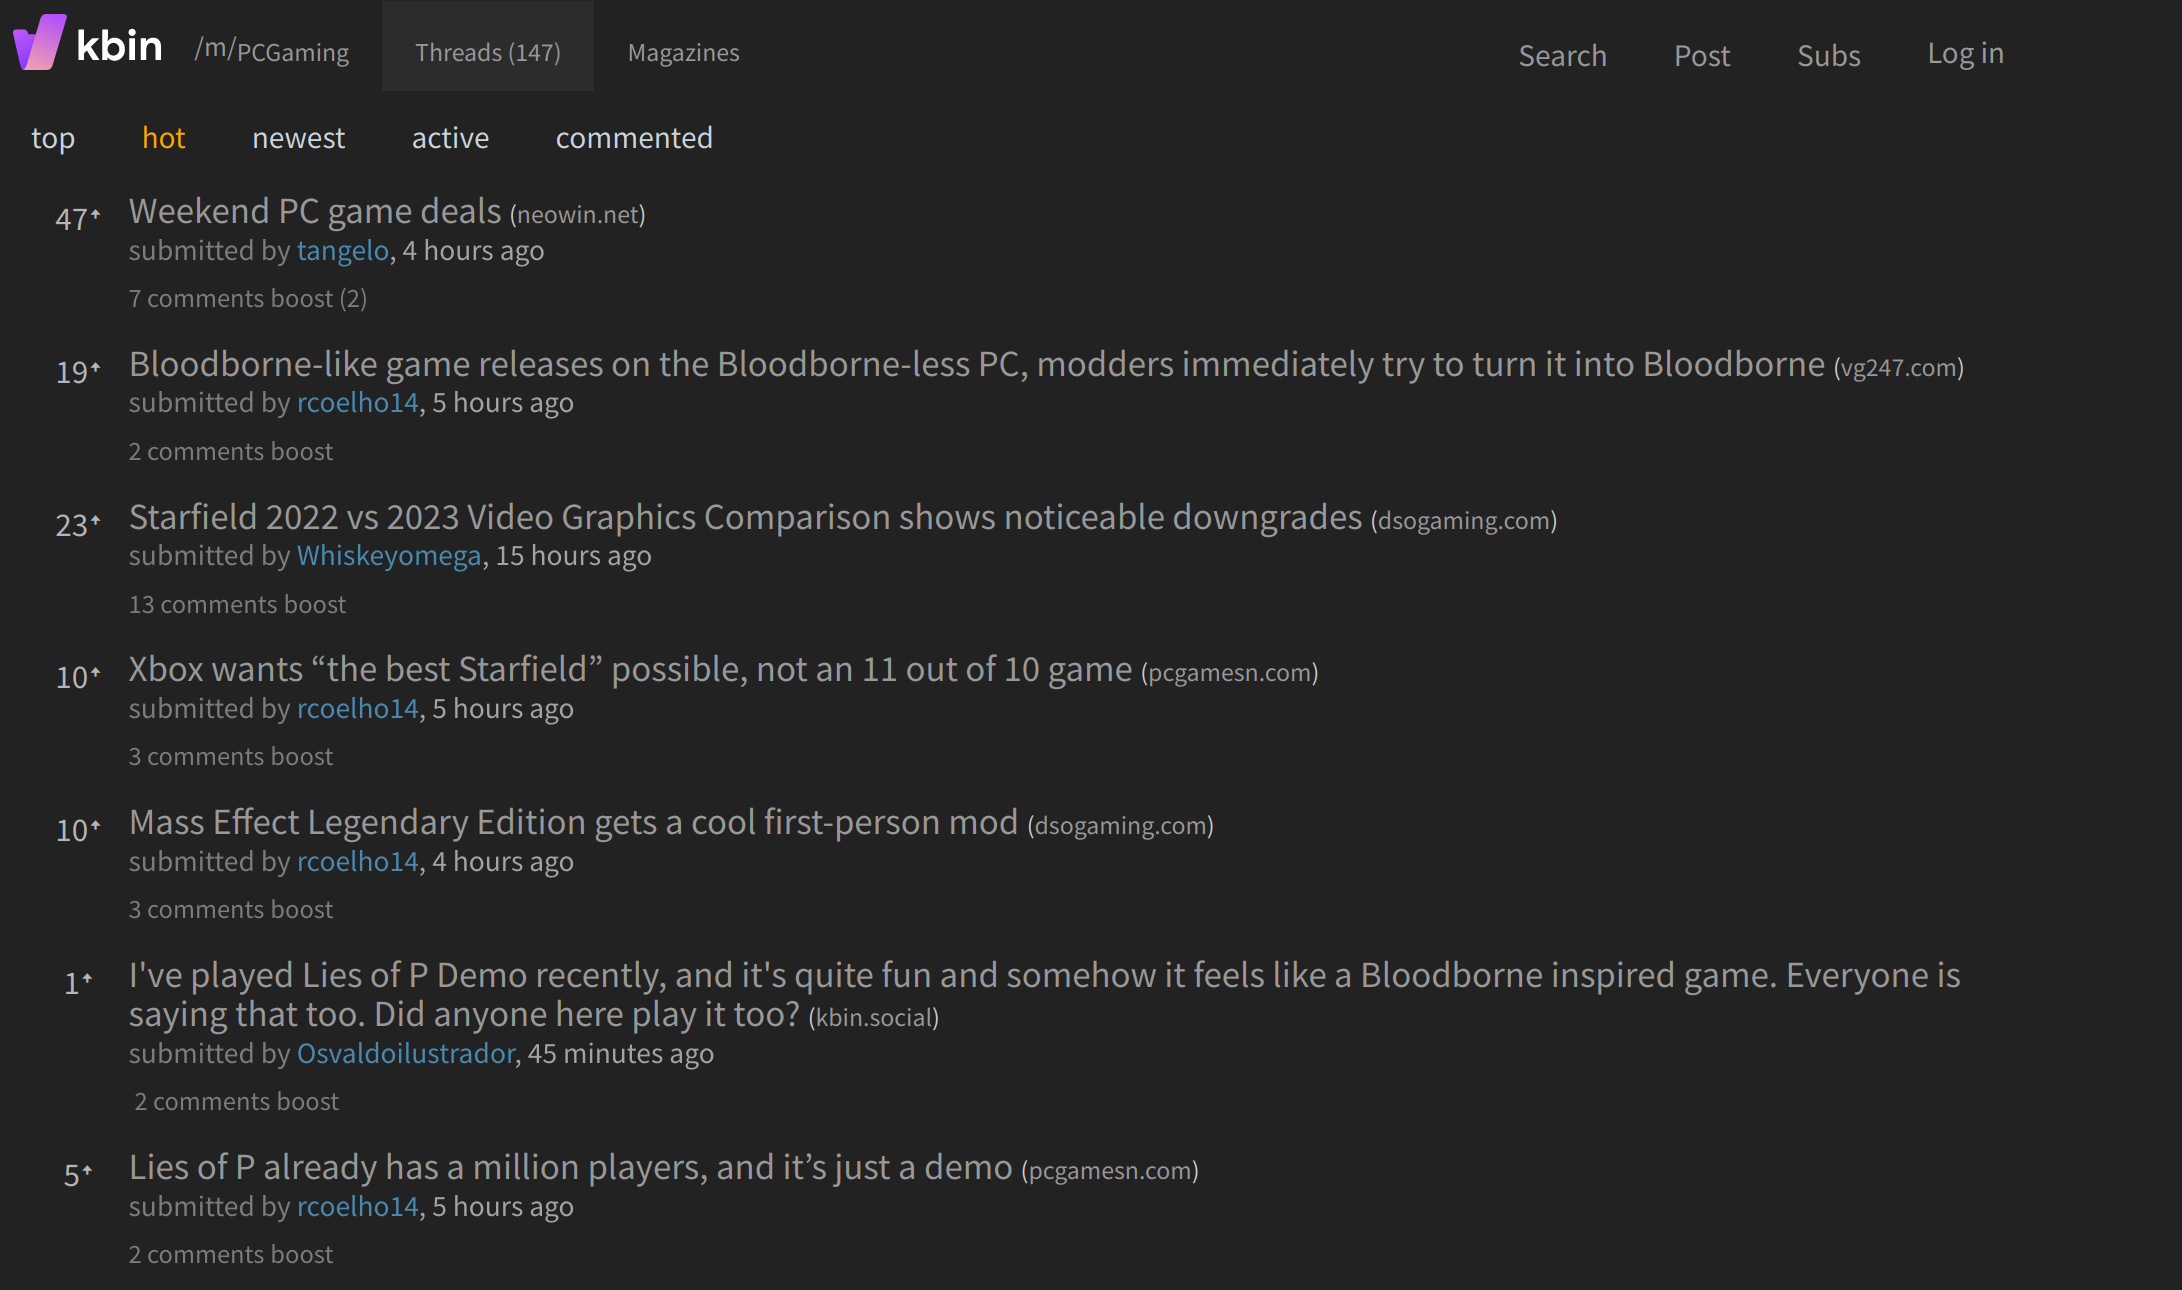 kbin /m/PCGaming Threads (147) Magazines Search Post Subs Log in
top hot newest active commented
47 Weekend PC game deals (neowin.net)
submitted by tangelo, 4 hours ago
7 comments boost (2)
19 Bloodborne-like game releases on the Bloodborne-less PC, modders immediately try to turn it into Bloodborne (vg247.com)
submitted by rcoelho14, 5 hours ago
2 comments boost
23 Starfield 2022 vs 2023 Video Graphics Comparison shows noticeable downgrades (dsogaming.com)
submitted by Whiskeyomega, 15 hours ago
13 comments boost
10 Xbox wants “the best Starfield” possible, not an 11 out of 10 game (pcgamesn.com)
submitted by rcoelho14, 5 hours ago
3 comments boost
10 Mass Effect Legendary Edition gets a cool first-person mod (dsogaming.com)
submitted by rcoelho14, 4 hours ago
3 comments boost
1 I've played Lies of P Demo recently, and it's quite fun and somehow it feels like a Bloodborne inspired game. Everyone is
saying that too. Did anyone here play it too? (kbin.social)
submitted by Osvaldoilustrador, 45 minutes ago
2 comments boost
5 Lies of P already has a million players, and it’s just a demo (pcgamesn.com)
submitted by rcoelho14, 5 hours ago
2 comments boost